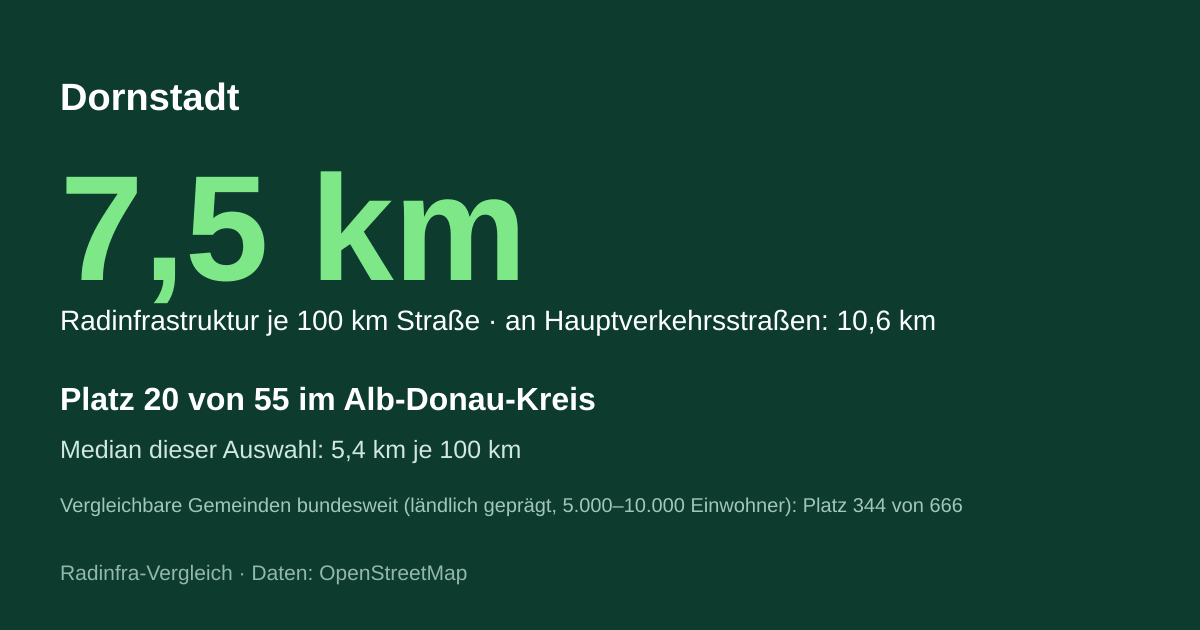 Dornstadt
7,5 km
Radinfrastruktur je 100 km Straße · an Hauptverkehrsstraßen: 10,6 km
Platz 20 von 55 im Alb-Donau-Kreis
Median dieser Auswahl: 5,4 km je 100 km
Vergleichbare Gemeinden bundesweit (ländlich geprägt, 5.000–10.000 Einwohner): Platz 344 von 666
Radinfra-Vergleich · Daten: OpenStreetMap